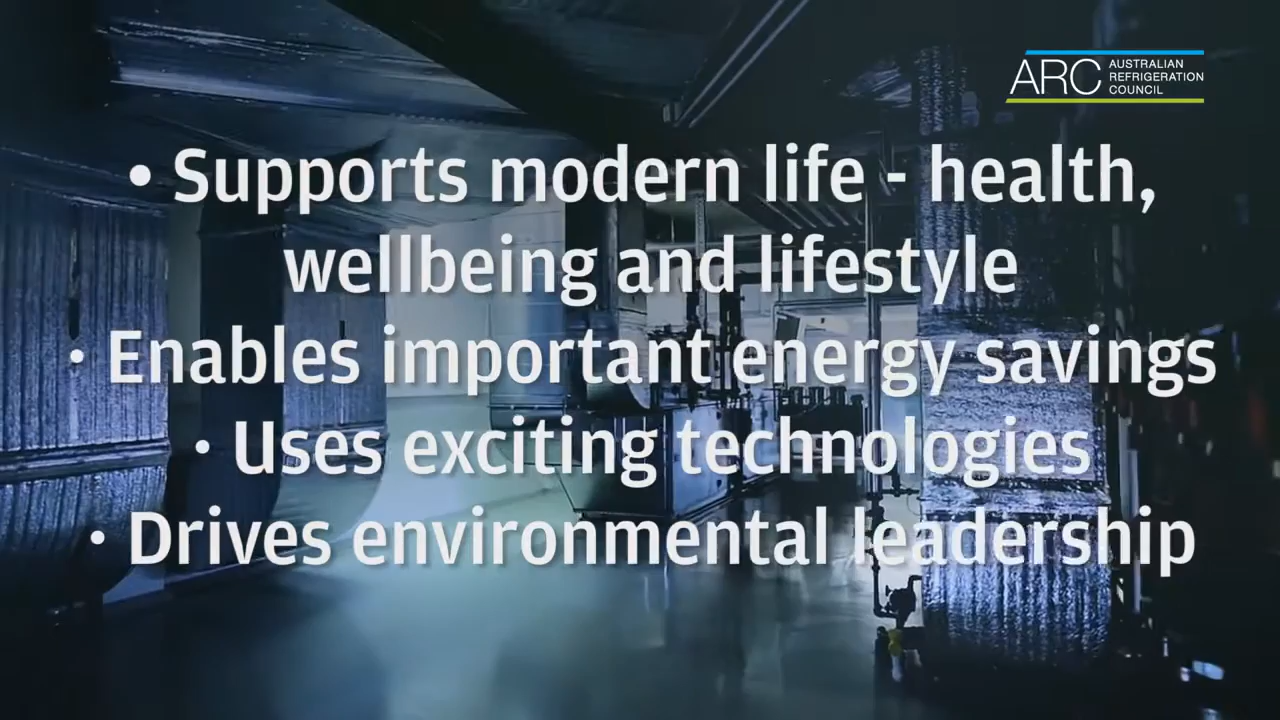 ARC
AUSTRALIAN
REFRIGERATION
COUNCIL
• Supports modern life - health,
wellbeing and lifestyle
• Enables important energy savings
• Uses exciting technologies
• Drives environmental leadership